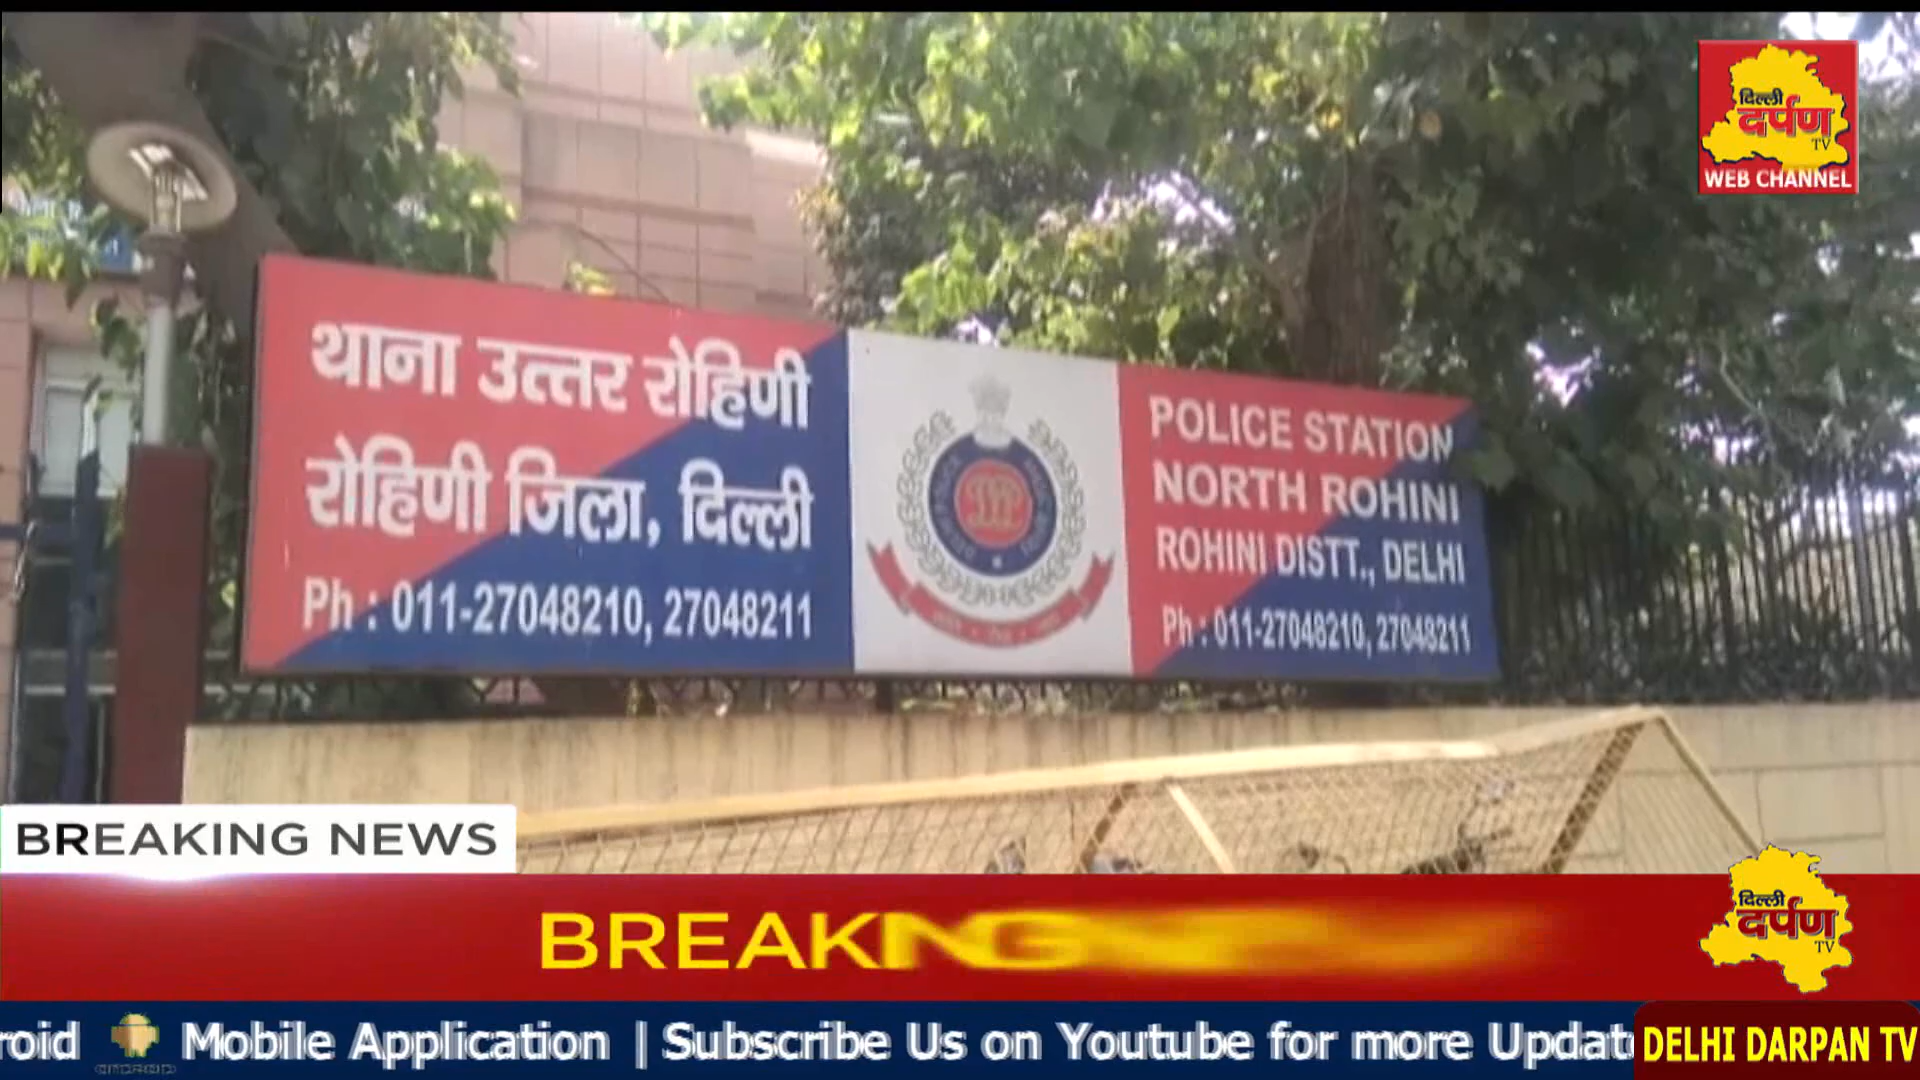 दिल्ली
दर्पण
TV
WEB CHANNEL
थाना उत्तर रोहिणी
रोहिणी जिला, दिल्ली
Ph : 011-27048210, 27048211
POLICE STATION
NORTH ROHINI
ROHINI DISTT., DELHI
Ph : 011-27048210, 27048211
BREAKING NEWS
BREAKING
दिल्ली
दर्पण
TV
roid
ANDROID
Mobile Application | Subscribe Us on Youtube for more Updat
DELHI DARPAN TV